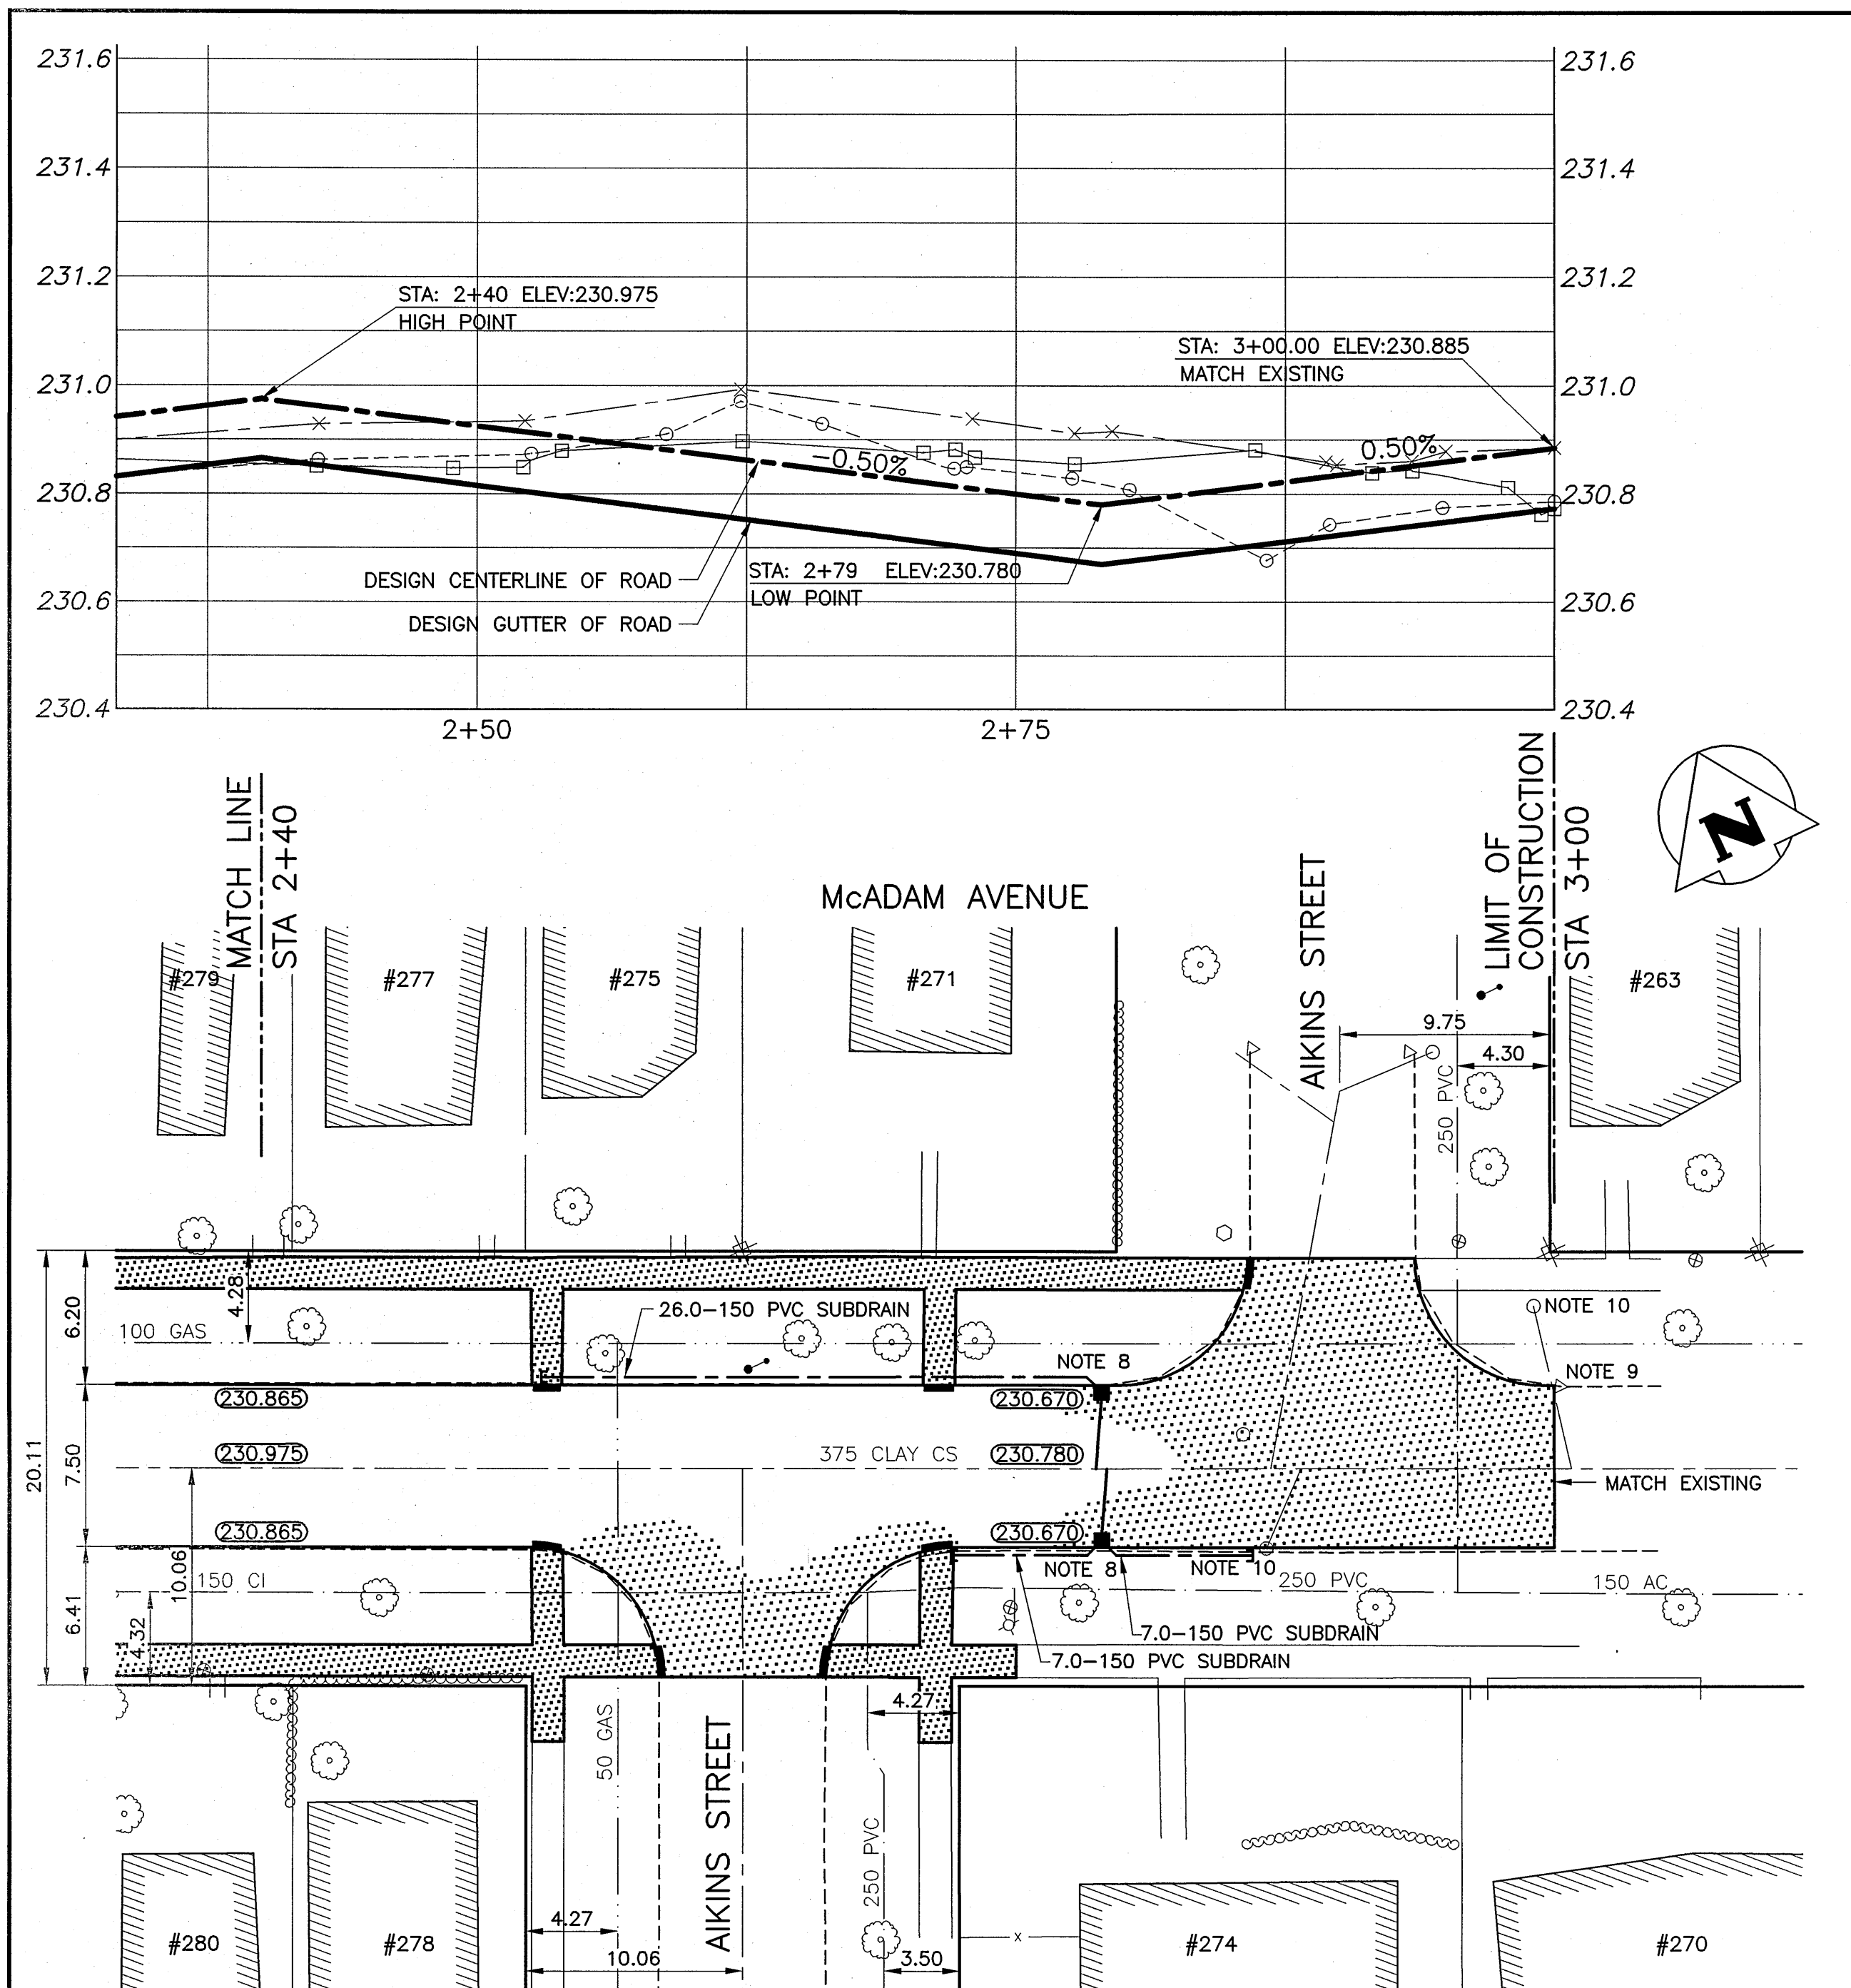 231.6
231.6
231.4
231.4
231.2
231.2
STA: 2+40 ELEV:230.975
HIGH POINT
STA: 3+00.00 ELEV:230.885
MATCH EXISTING
231.0
231.0
0.50%
-0.50%
230.8
230.8
DESIGN CENTERLINE OF ROAD
STA: 2+79 ELEV:230.780
LOW POINT
DESIGN GUTTER OF ROAD
230.6
230.6
230.4
230.4
2+50
2+75
MATCH LINE
STA 2+40
McADAM AVENUE
AIKINS STREET
LIMIT OF
CONSTRUCTION
STA 3+00
N
#279
#277
#275
#271
#263
9.75
4.30
250 PVC
20.11
6.20
4.28
100 GAS
26.0-150 PVC SUBDRAIN
NOTE 8
NOTE 10
NOTE 9
230.865
230.670
7.50
230.975
375 CLAY CS
230.780
MATCH EXISTING
230.865
230.670
10.06
6.41
4.32
150 CI
NOTE 8
NOTE 10
250 PVC
150 AC
7.0-150 PVC SUBDRAIN
7.0-150 PVC SUBDRAIN
4.27
50 GAS
AIKINS STREET
250 PVC
4.27
10.06
3.50
x
#280
#278
#274
#270